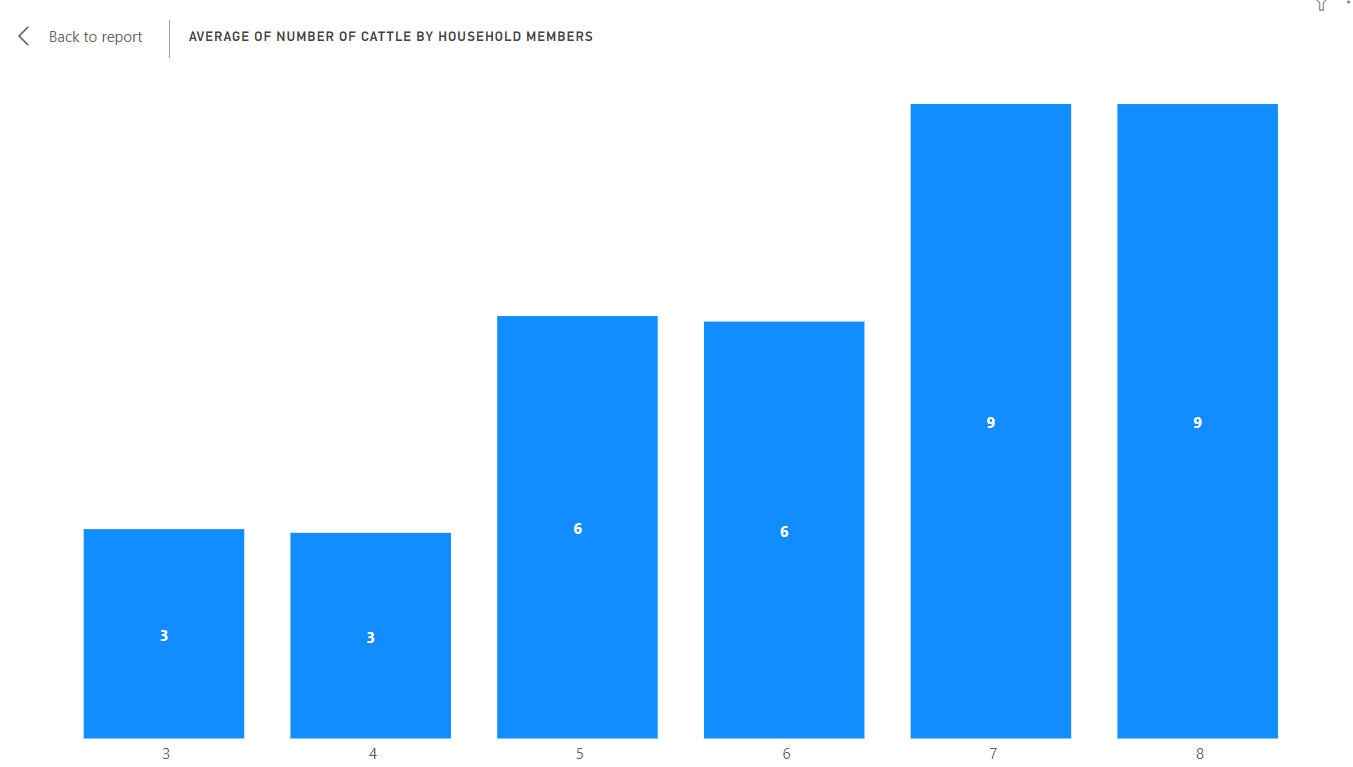 Back to report
AVERAGE OF NUMBER OF CATTLE BY HOUSEHOLD MEMBERS
3 3 6 6 9 9
3 4 5 6 7 8